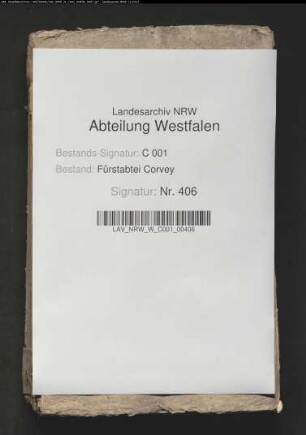 Landesarchiv NRW
Abteilung Westfalen
Bestands-Signatur: C 001
Bestand: Fürstabtei Corvey
Signatur: Nr. 406
LAV_NRW_W_C001_00406